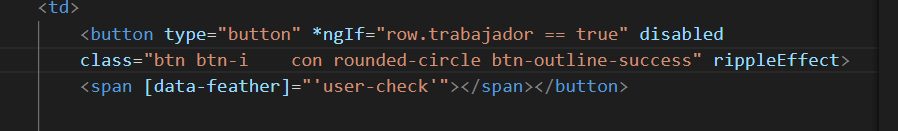 <td>
<button type="button" *ngIf="row.trabajador == true" disabled
class="btn btn-i    con rounded-circle btn-outline-success" rippleEffect>
<span [data-feather]="'user-check'"></span></button>